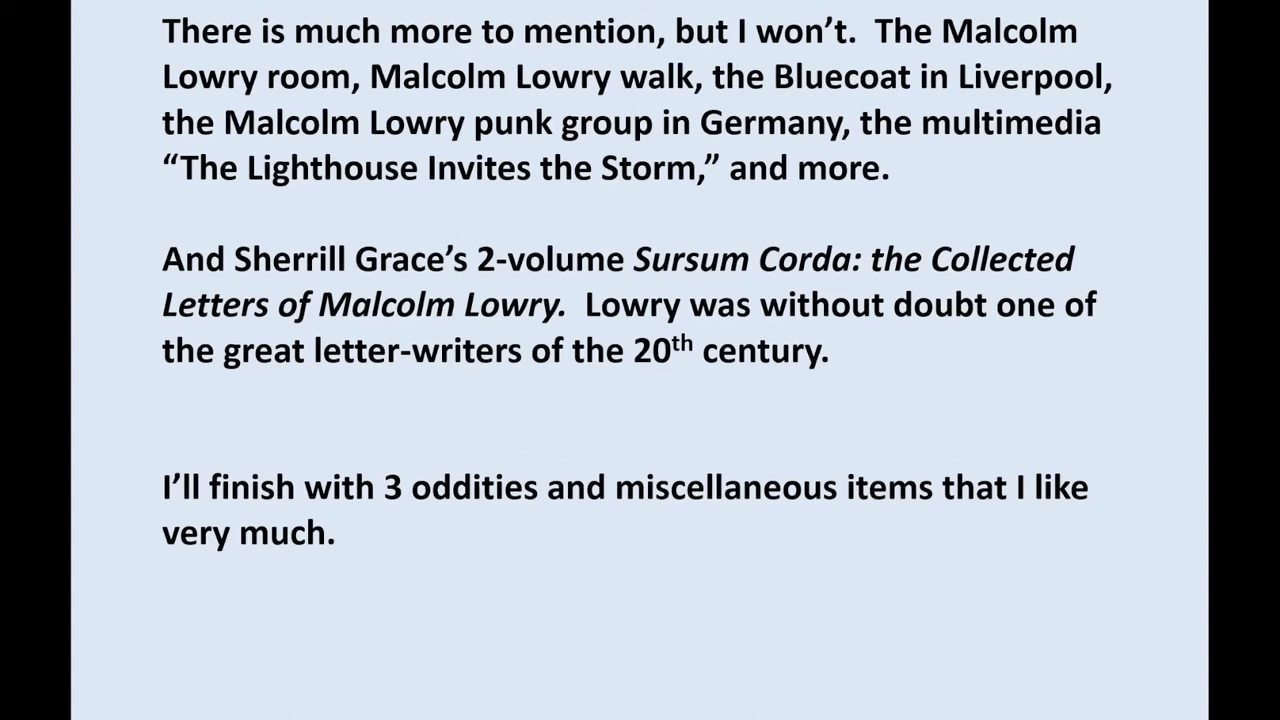 There is much more to mention, but I won’t.  The Malcolm
Lowry room, Malcolm Lowry walk, the Bluecoat in Liverpool,
the Malcolm Lowry punk group in Germany, the multimedia
“The Lighthouse Invites the Storm,” and more.
And Sherrill Grace’s 2-volume Sursum Corda: the Collected
Letters of Malcolm Lowry.  Lowry was without doubt one of
the great letter-writers of the 20th century.
I’ll finish with 3 oddities and miscellaneous items that I like
very much.